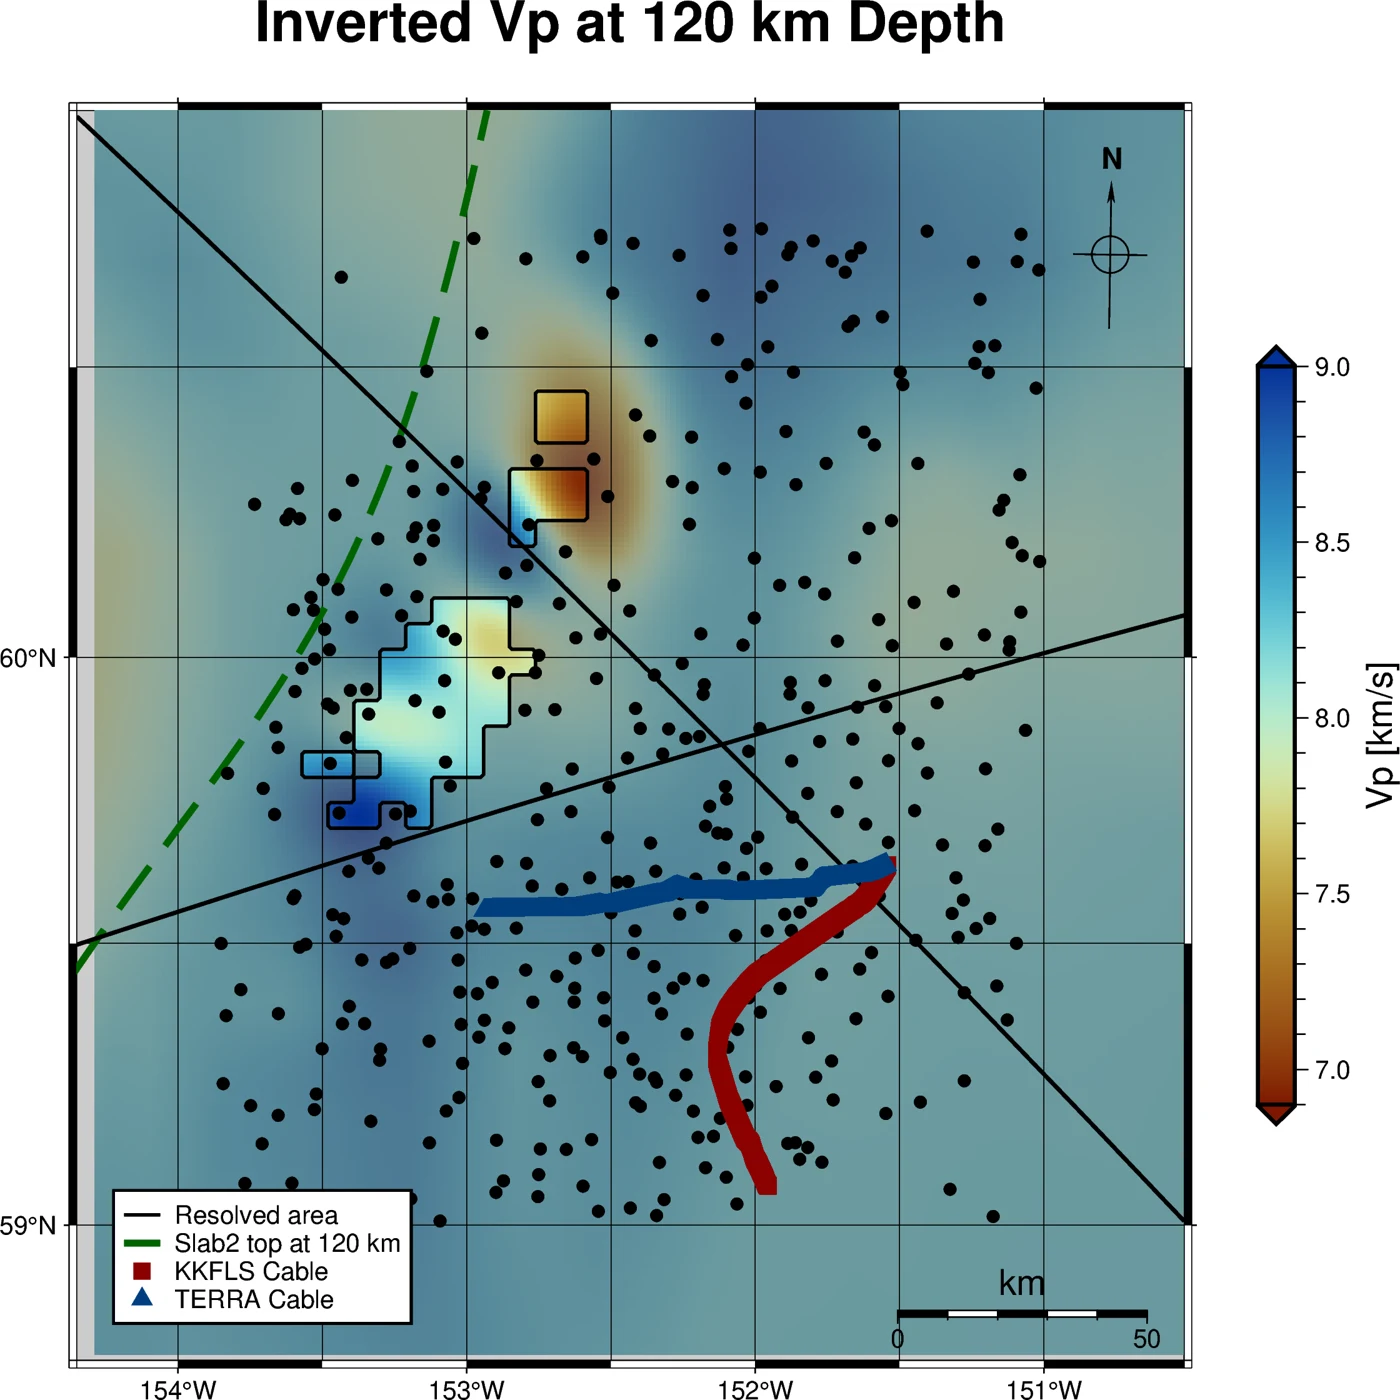 Inverted Vp at 120 km Depth
N
9.0
8.5
8.0
7.5
7.0
Vp [km/s]
60°N
59°N
Resolved area
Slab2 top at 120 km
KKFLS Cable
TERRA Cable
km
0 50
154°W 153°W 152°W 151°W